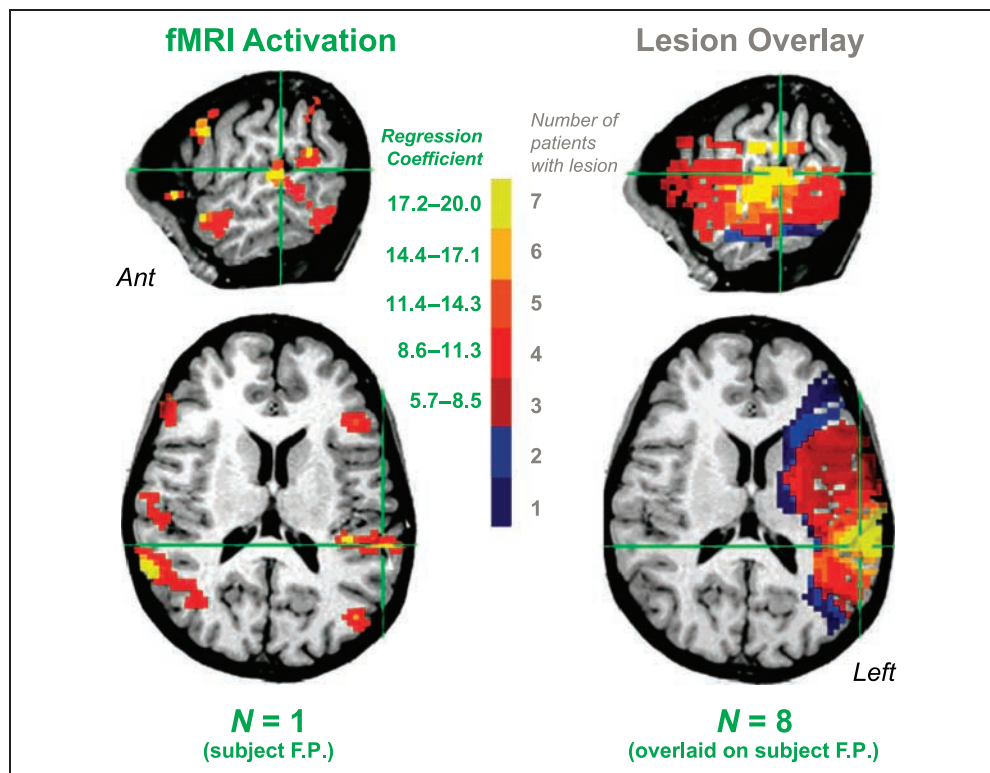 fMRI Activation
Lesion Overlay
Regression
Coefficient
17.2–20.0
14.4–17.1
11.4–14.3
8.6–11.3
5.7–8.5
Number of
patients
with lesion
7
6
5
4
3
2
1
Ant
Left
N = 1
(subject F.P.)
N = 8
(overlaid on subject F.P.)